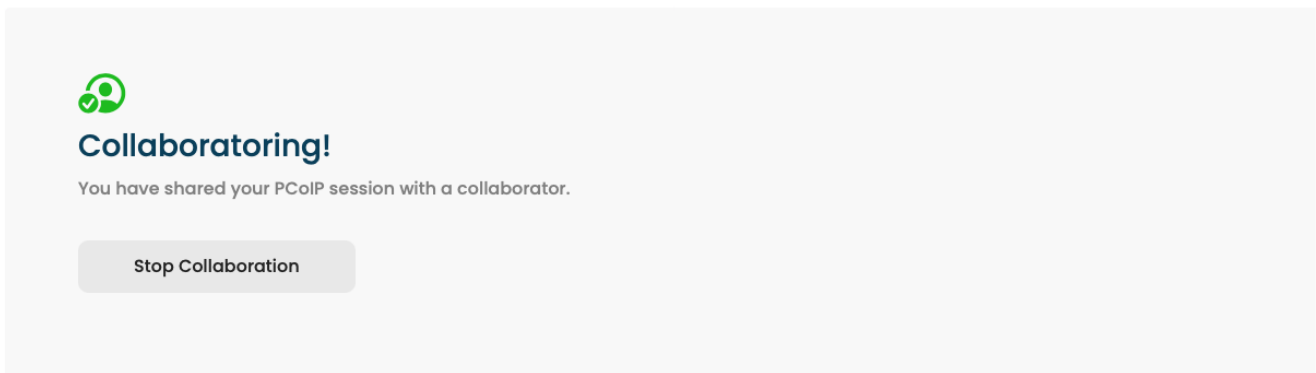 Collaboratoring!
You have shared your PCoIP session with a collaborator.
Stop Collaboration